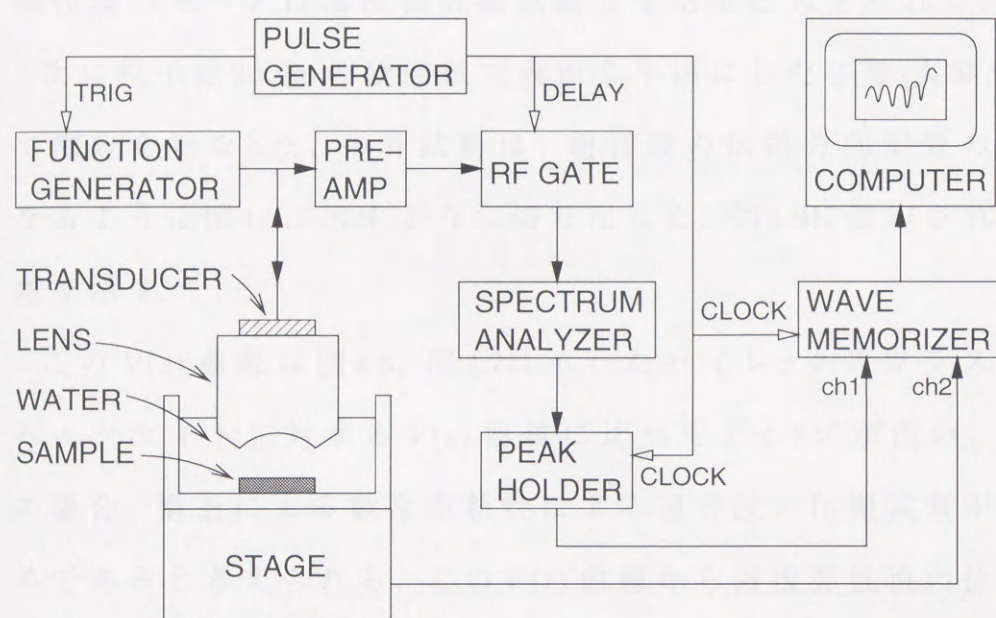 PULSE
GENERATOR
TRIG
DELAY
FUNCTION
GENERATOR
PRE-
AMP
RF GATE
COMPUTER
TRANSDUCER
LENS
WATER
SAMPLE
STAGE
SPECTRUM
ANALYZER
CLOCK
WAVE
MEMORIZER
ch1
ch2
PEAK
HOLDER
CLOCK